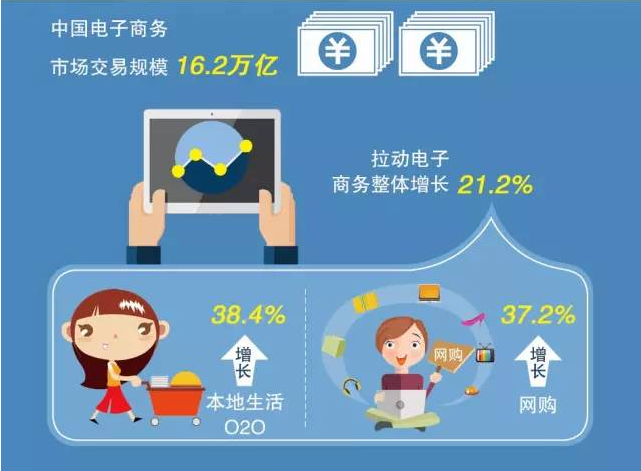 中国电子商务
市场交易规模 16.2万亿
¥ ¥
拉动电子
商务整体增长 21.2%
38.4%
增长
本地生活
O2O
网购
37.2%
增长
网购